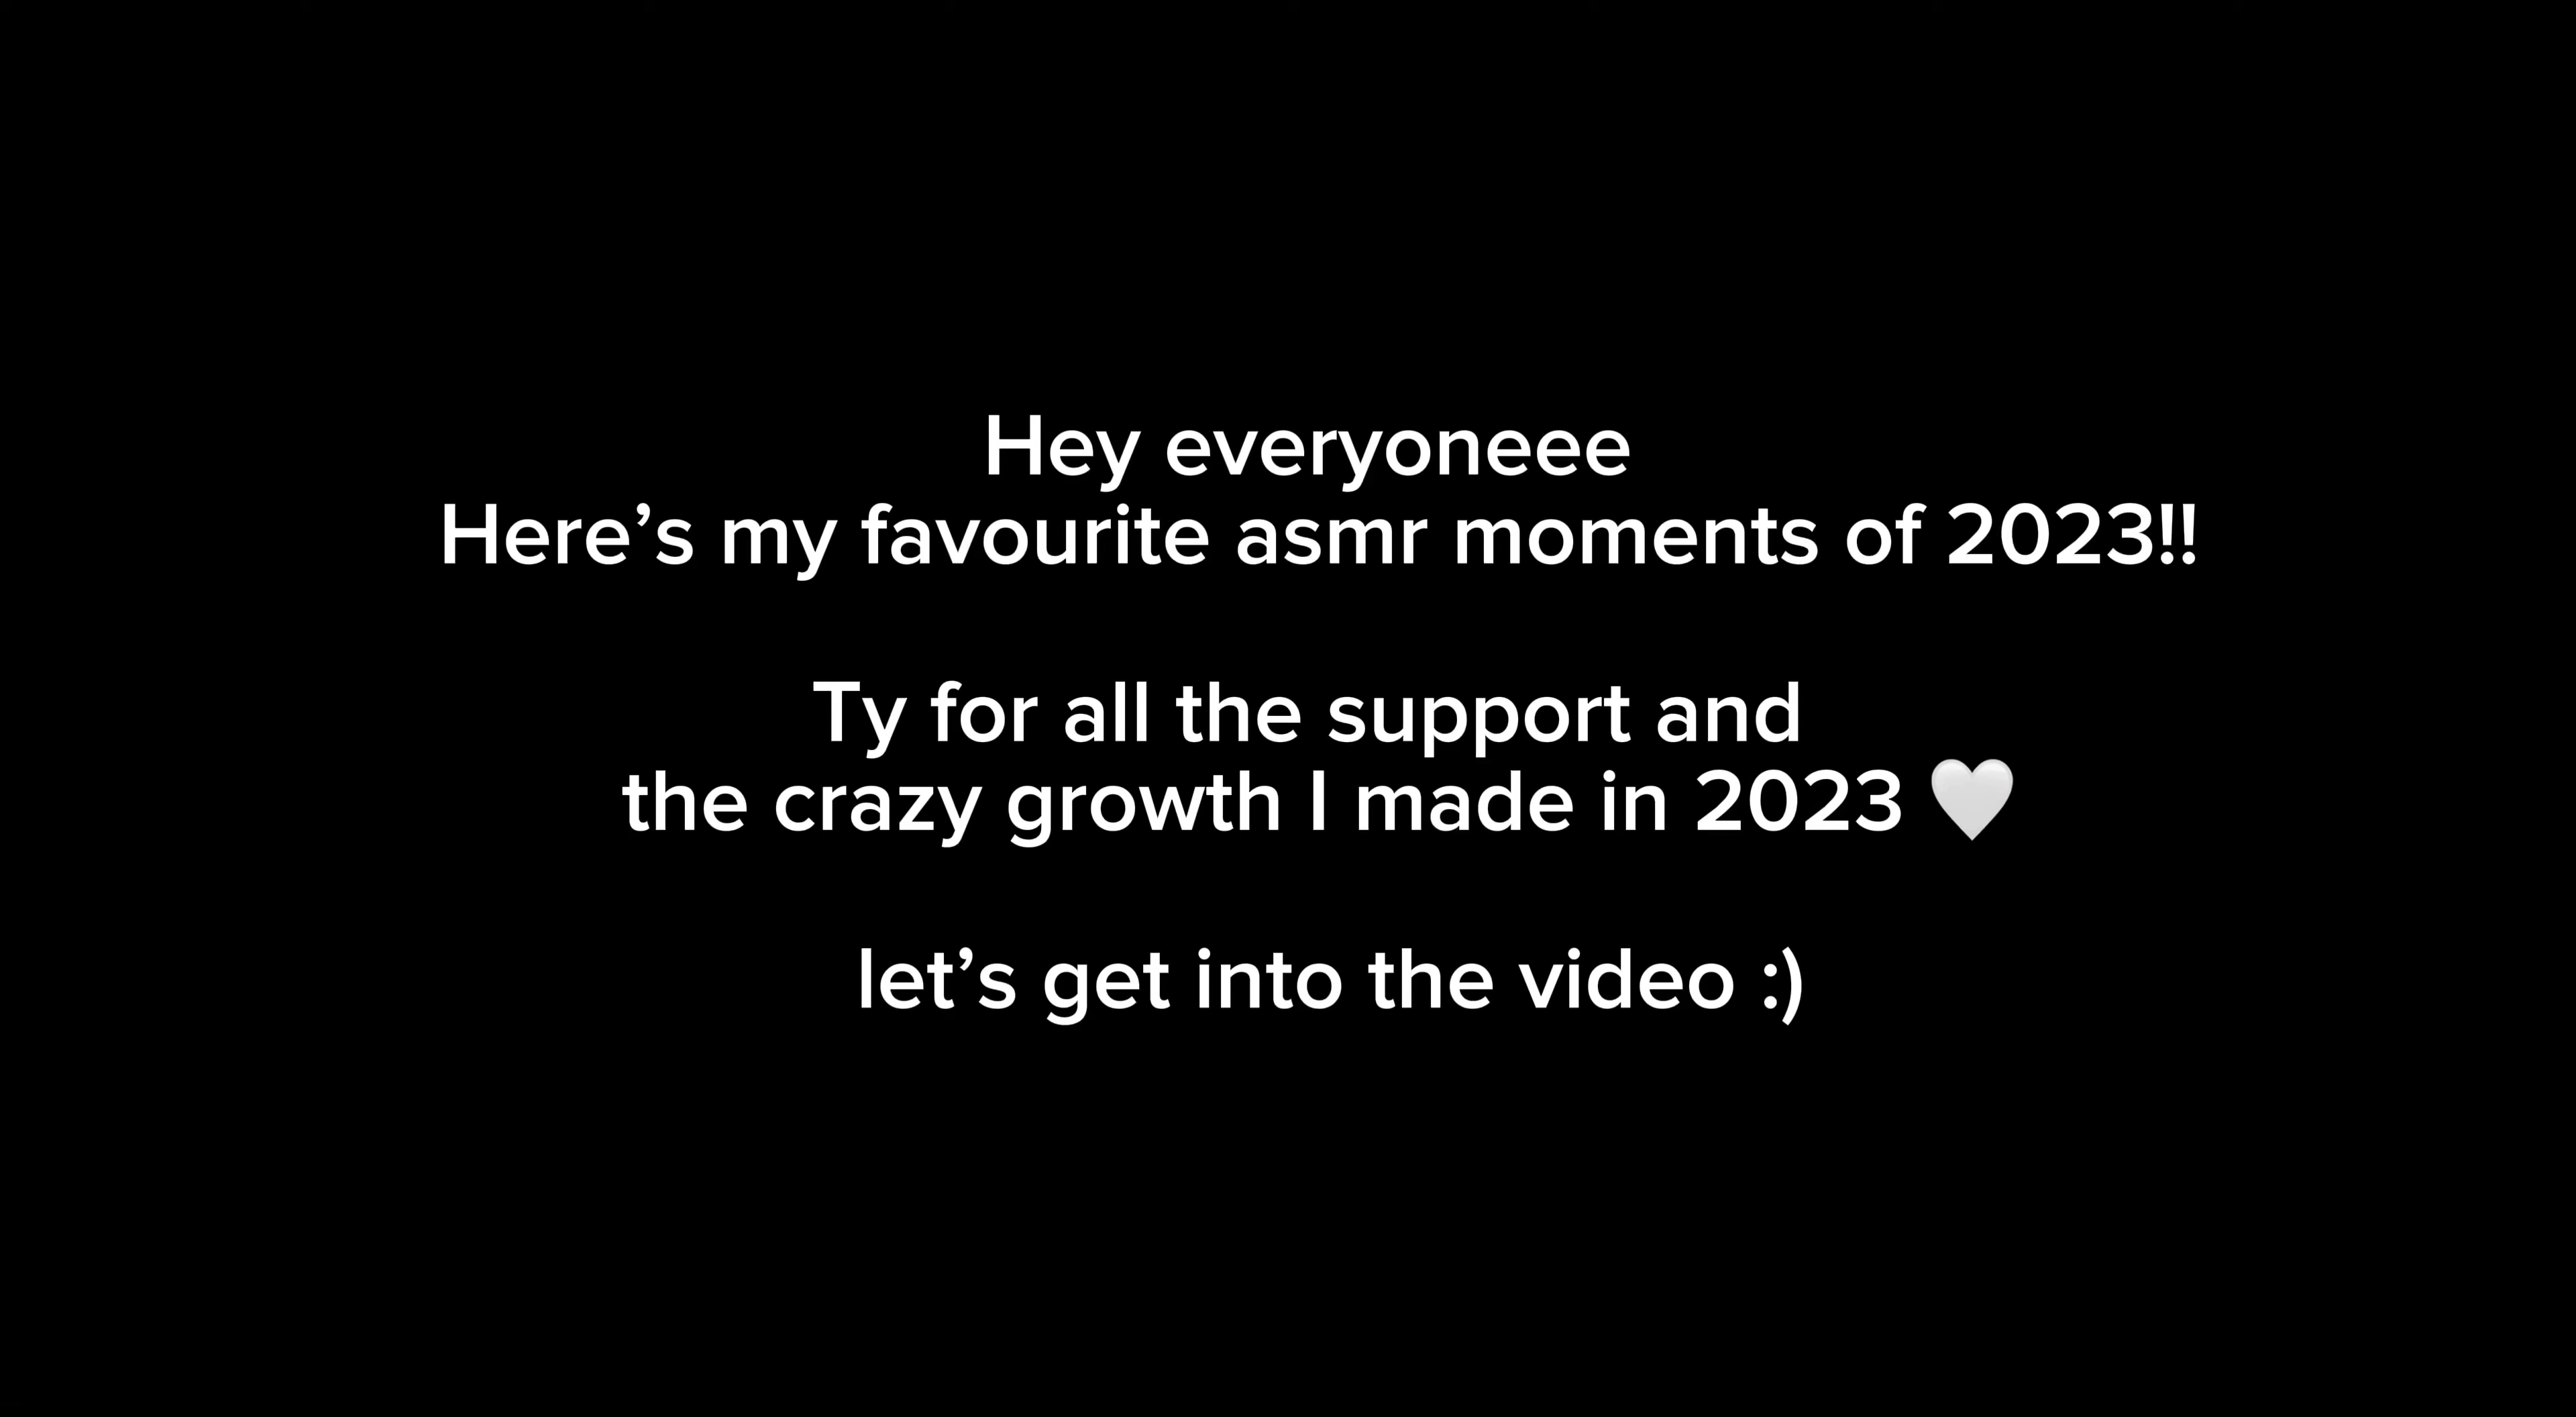 Hey everyoneee
Here’s my favourite asmr moments of 2023!!
Ty for all the support and
the crazy growth I made in 2023 🤍
let’s get into the video :)